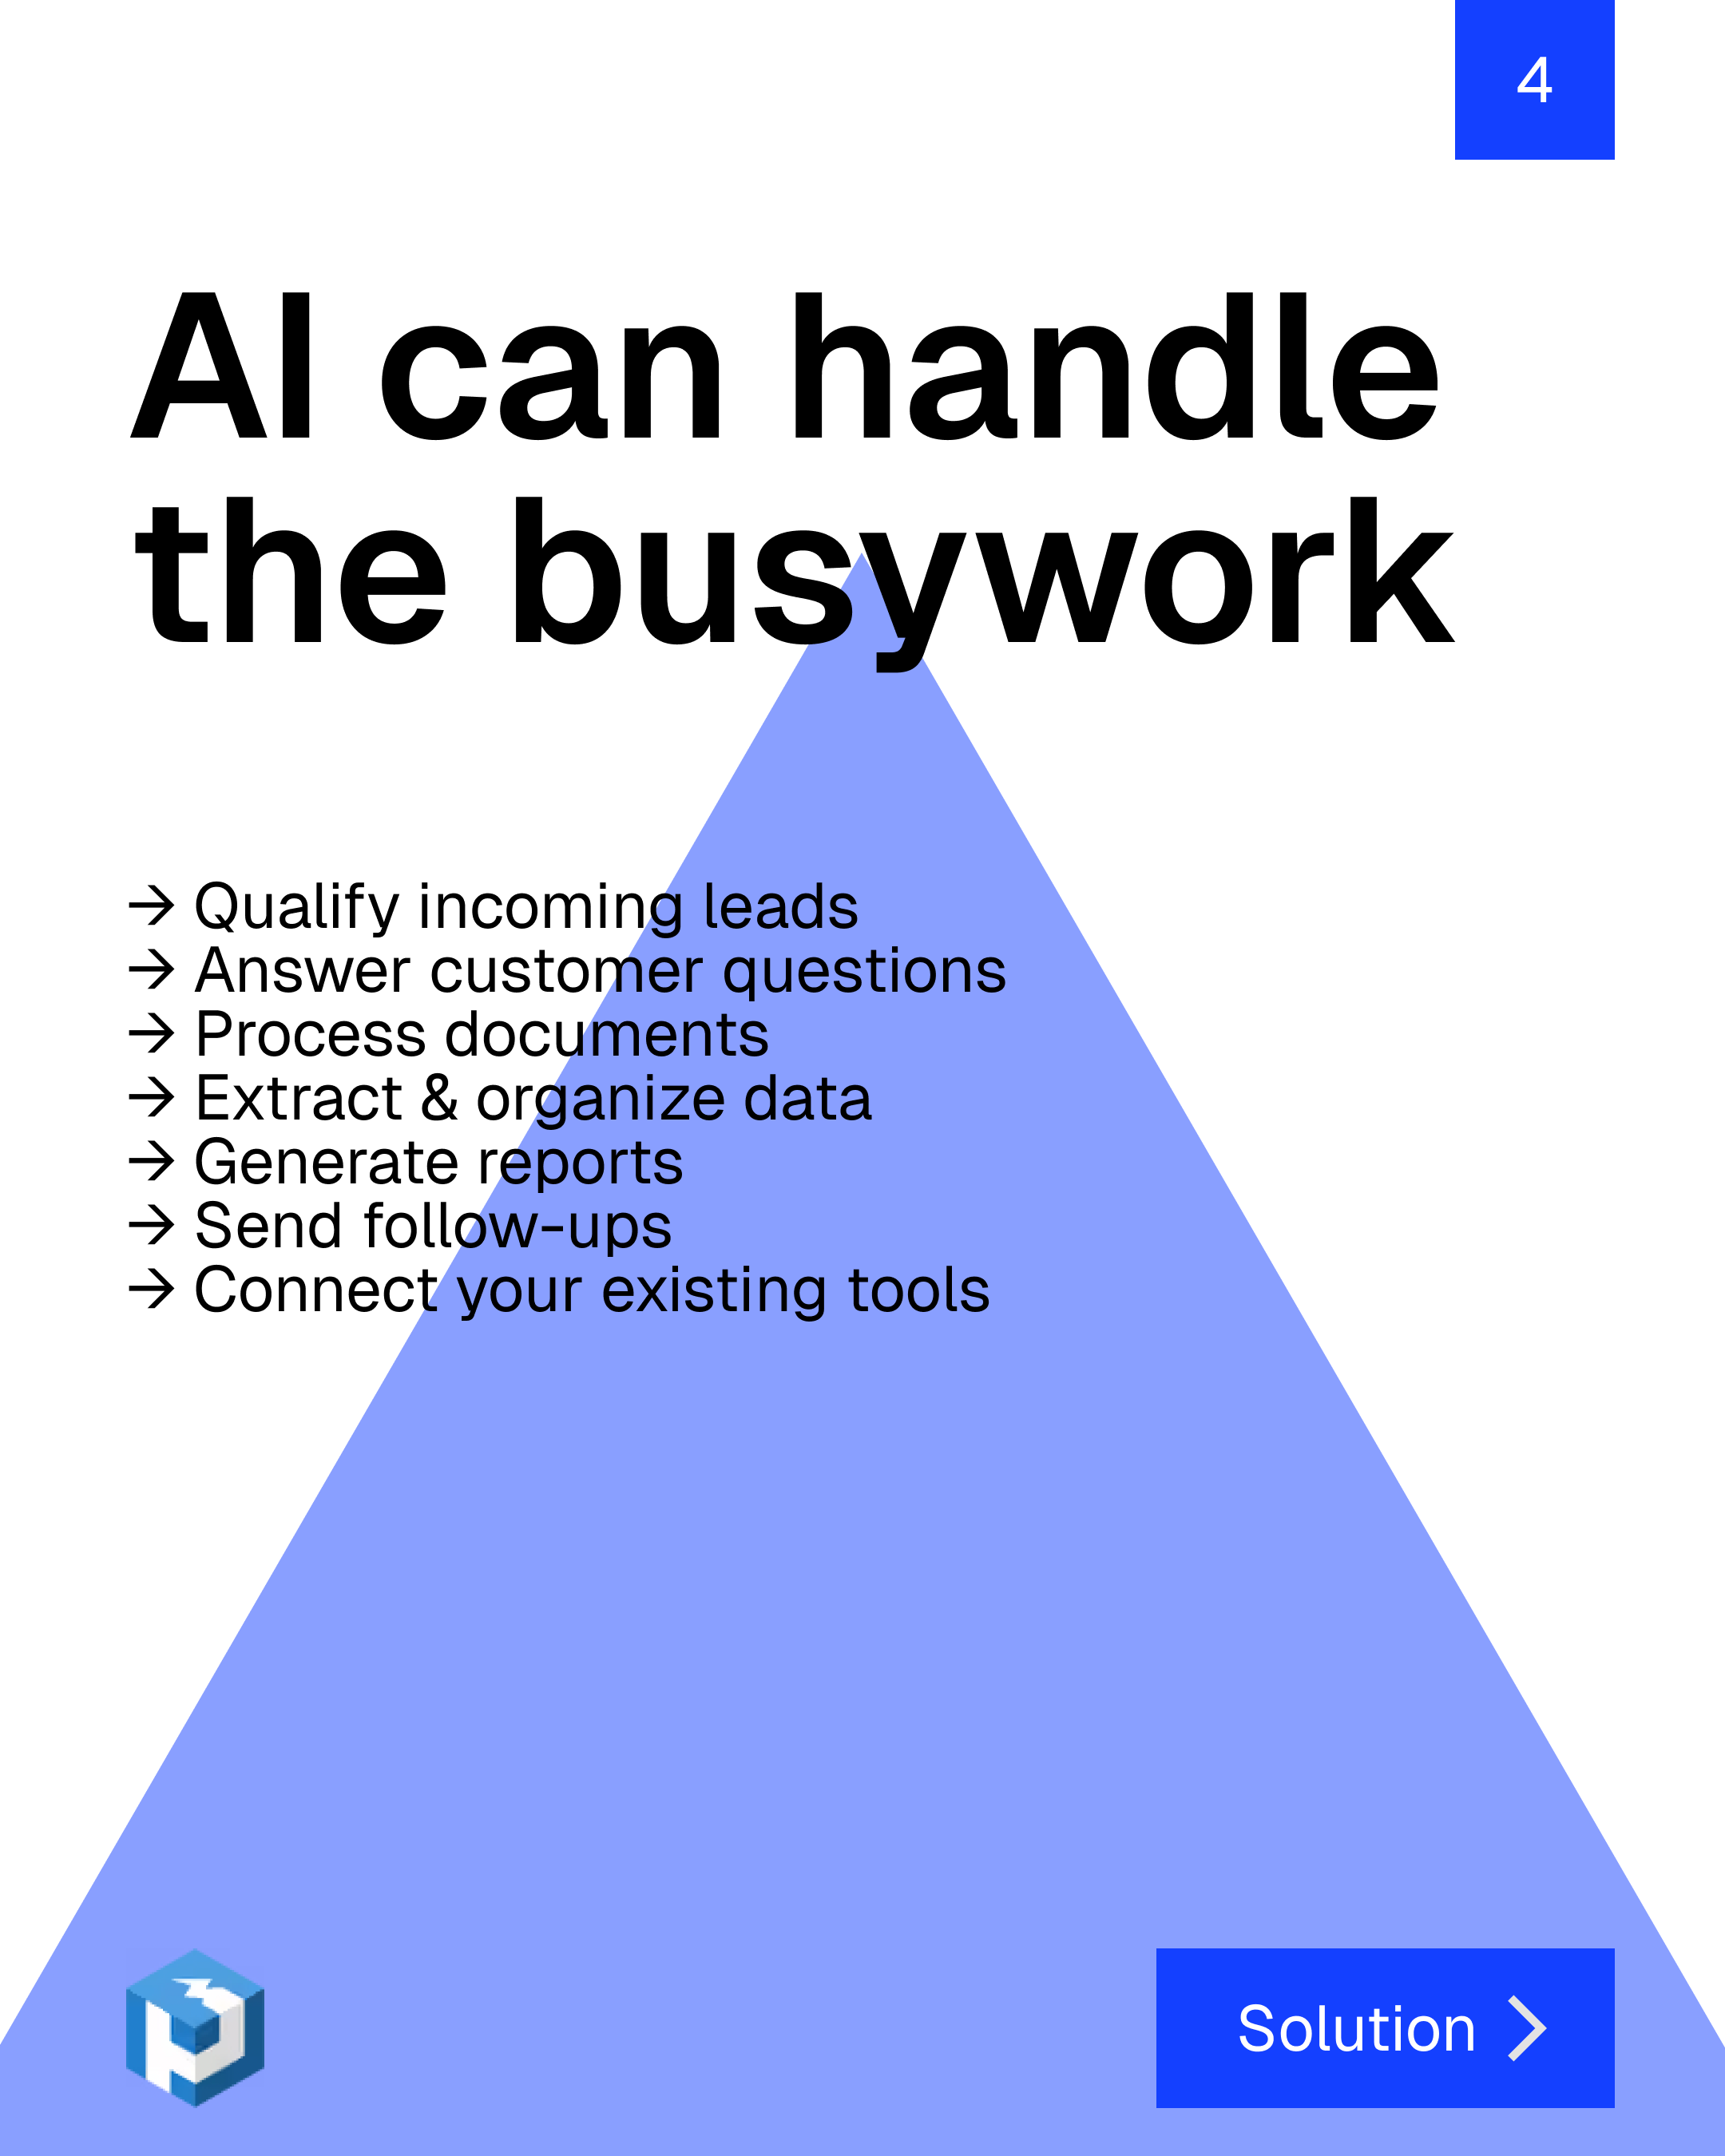 4
AI can handle
the busywork
→ Qualify incoming leads
→ Answer customer questions
→ Process documents
→ Extract & organize data
→ Generate reports
→ Send follow-ups
→ Connect your existing tools
Solution